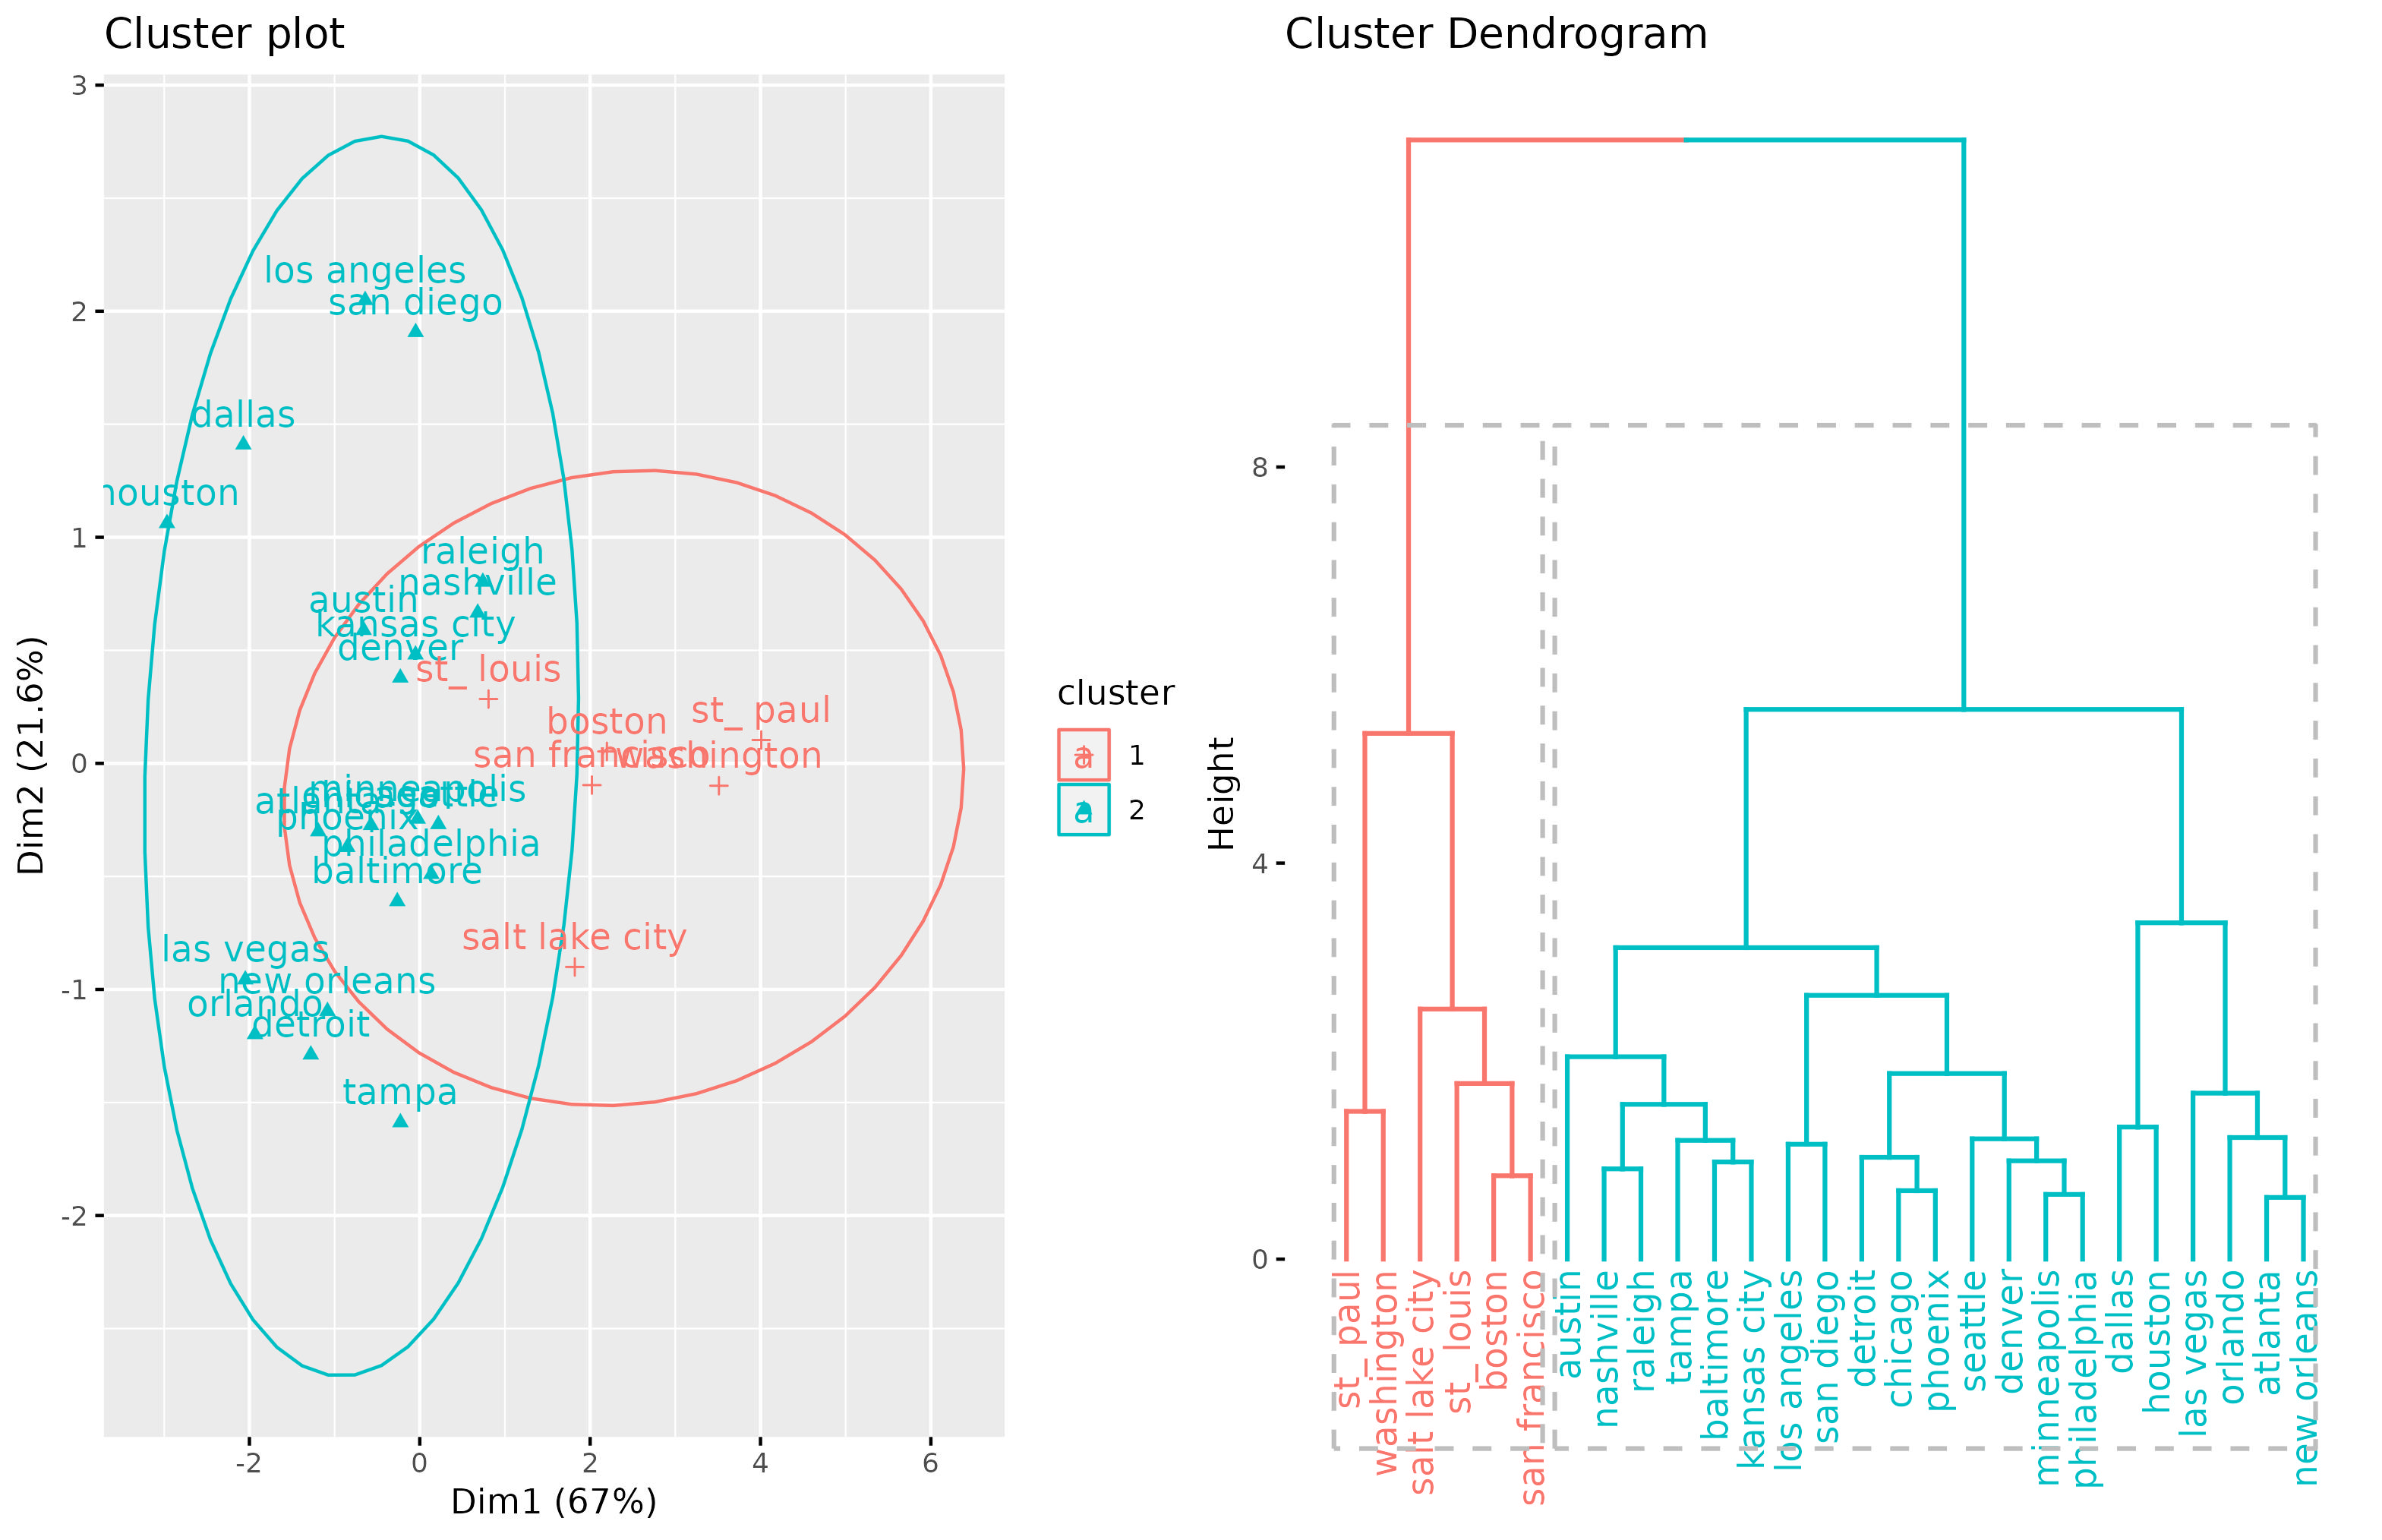 Cluster plot
3
2
1
0
-1
-2
Dim2 (21.6%)
los angeles
san diego
dallas
houston
raleigh
nashville
austin
kansas city
denver
st_ louis
st_ paul
boston
san francisco
washington
minneapolis
seattle
chicago
atlanta
phoenix
philadelphia
baltimore
salt lake city
las vegas
new orleans
orlando
detroit
tampa
-2
0
2
4
6
Dim1 (67%)
cluster
a 1
a 2
Cluster Dendrogram
Height
8
4
0
st_ paul
washington
salt lake city
st_ louis
boston
san francisco
austin
nashville
raleigh
tampa
baltimore
kansas city
los angeles
san diego
detroit
chicago
phoenix
seattle
denver
minneapolis
philadelphia
dallas
houston
las vegas
orlando
atlanta
new orleans